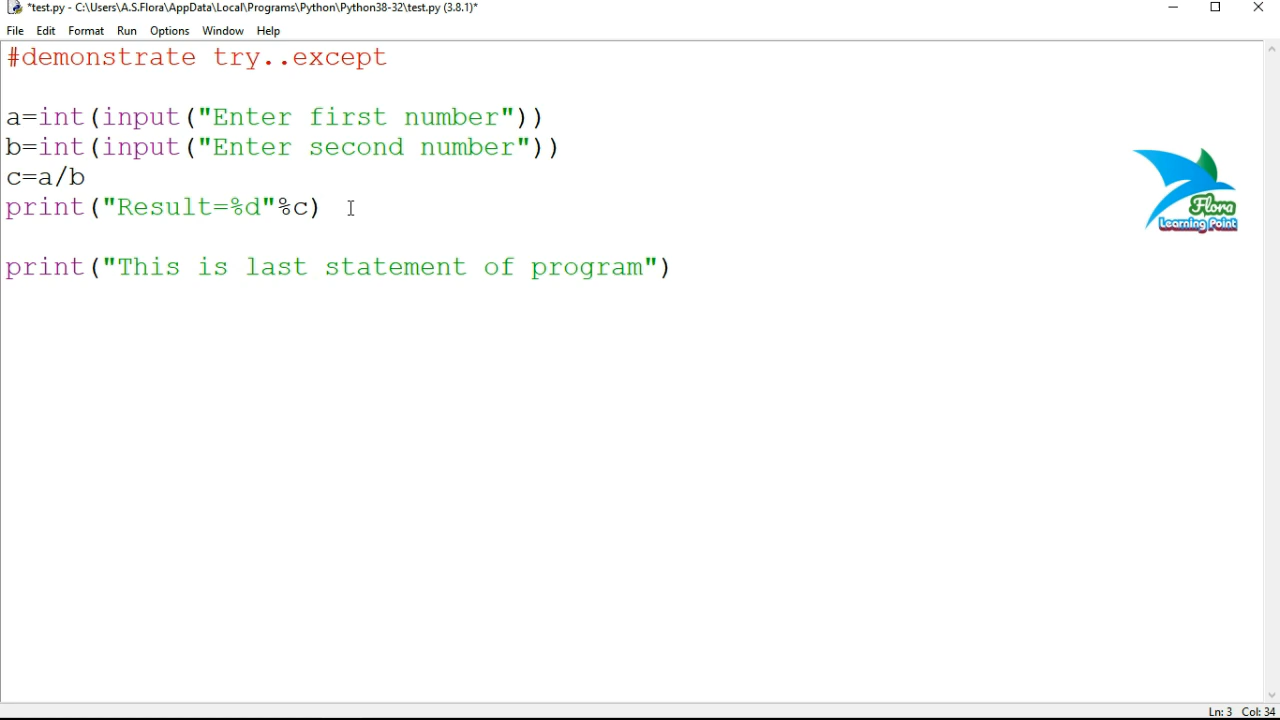 *test.py - C:\Users\A.S.Flora\AppData\Local\Programs\Python\Python38-32\test.py (3.8.1)*
File Edit Format Run Options Window Help
#demonstrate try..except
a=int(input("Enter first number"))
b=int(input("Enter second number"))
c=a/b
print("Result=%d"%c)
print("This is last statement of program")
Flora
Learning Point
Ln: 3 Col: 34